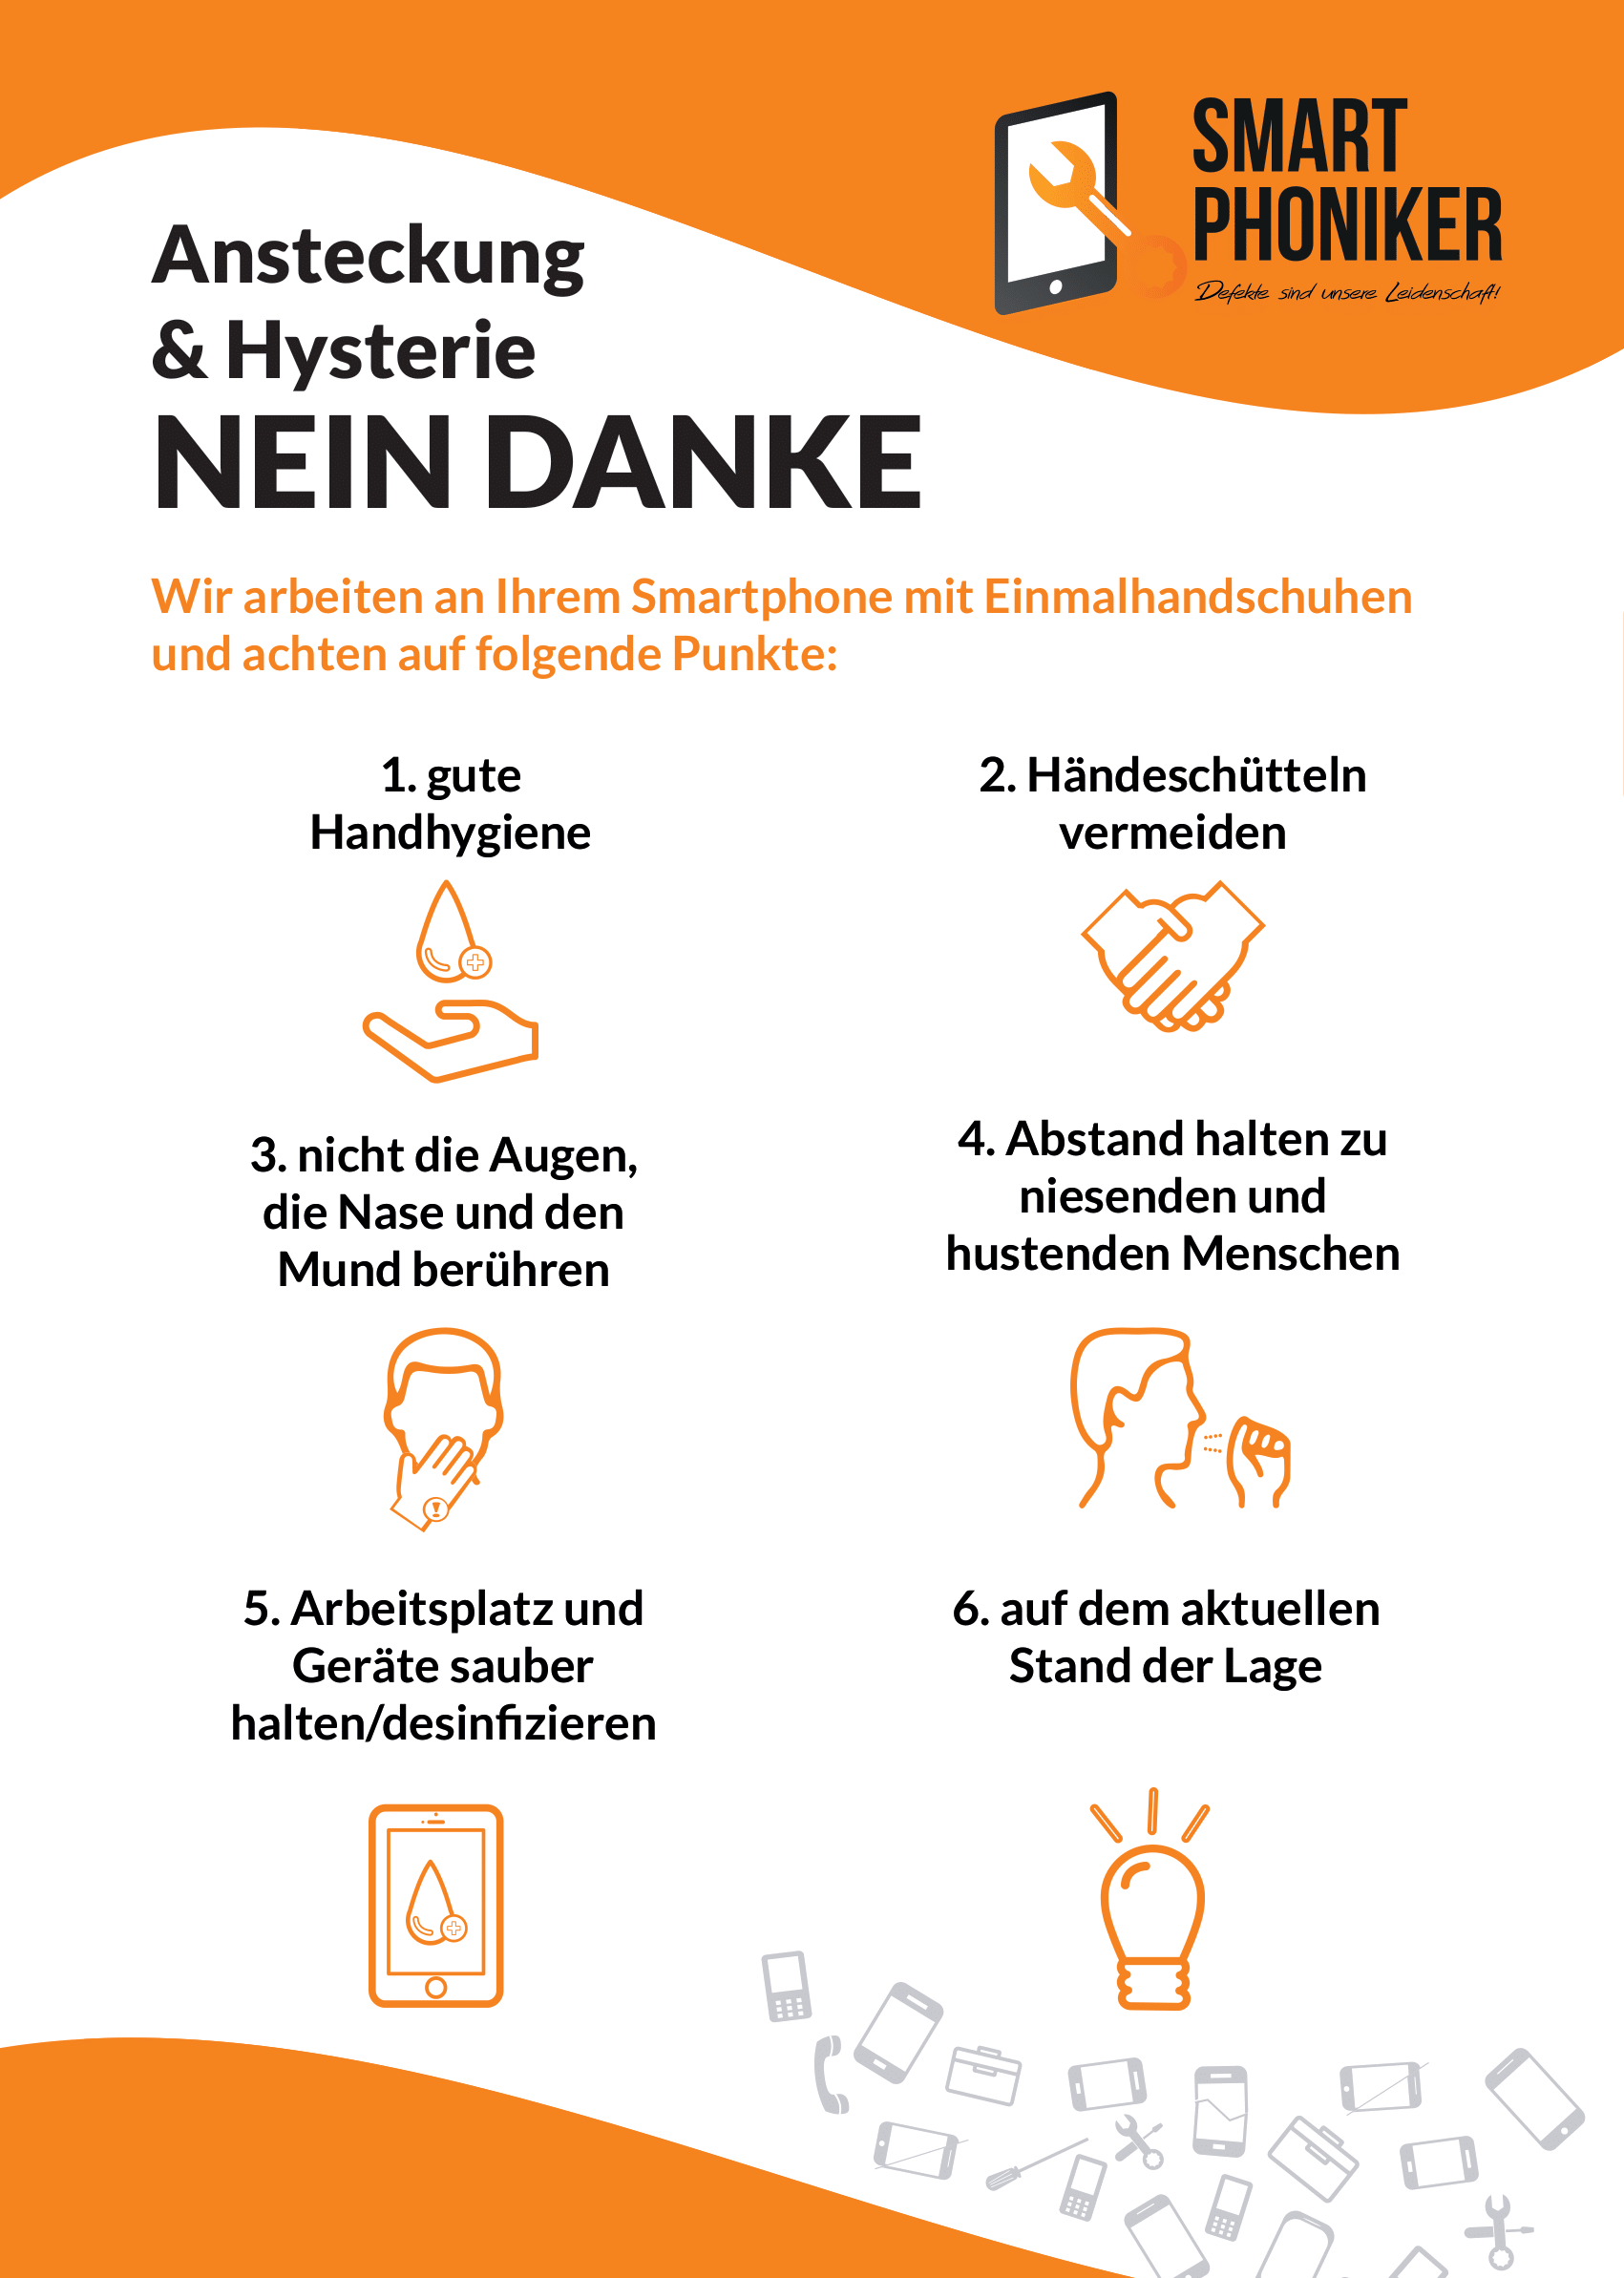 SMART
PHONIKER
Defekte sind unsere Leidenschaft!
Ansteckung
& Hysterie
NEIN DANKE
Wir arbeiten an Ihrem Smartphone mit Einmalhandschuhen
und achten auf folgende Punkte:
1. gute
Handhygiene
2. Händeschütteln
vermeiden
3. nicht die Augen,
die Nase und den
Mund berühren
4. Abstand halten zu
niesenden und
hustenden Menschen
5. Arbeitsplatz und
Geräte sauber
halten/desinfizieren
6. auf dem aktuellen
Stand der Lage